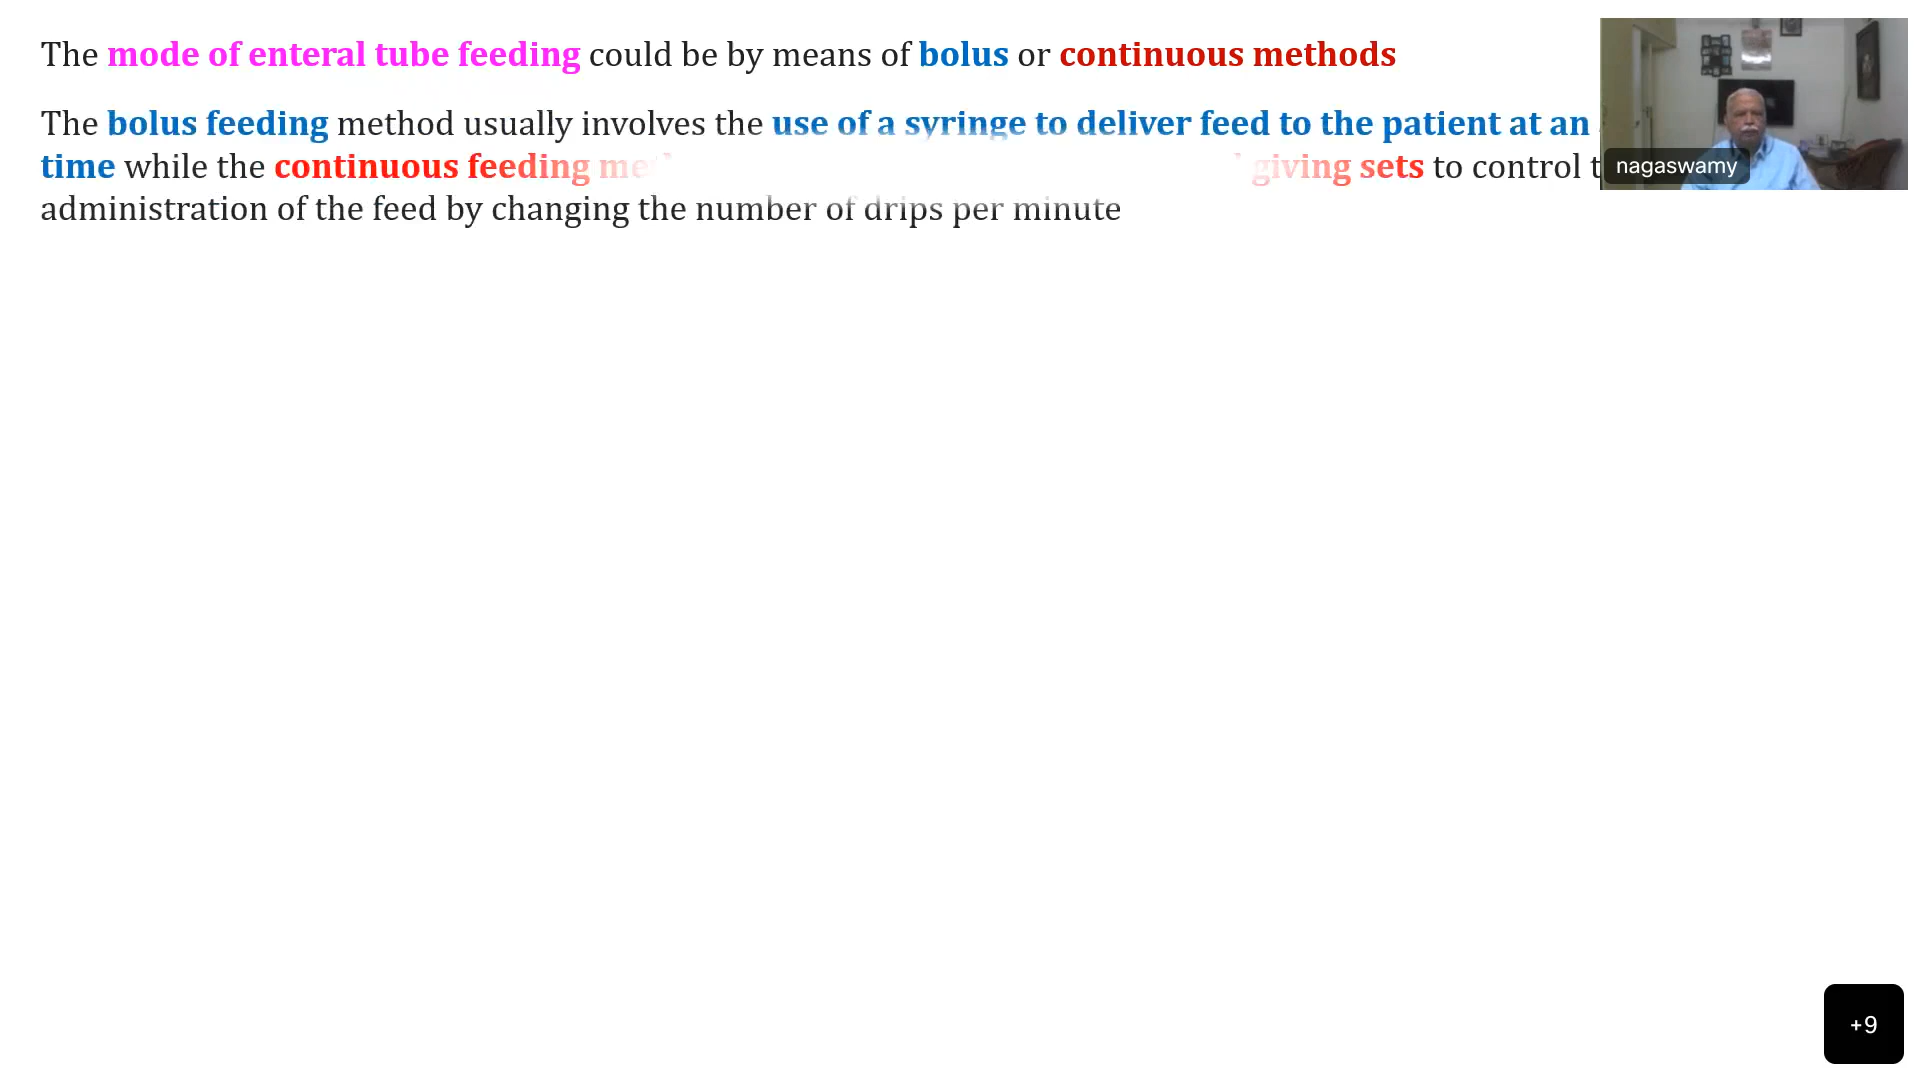 The mode of enteral tube feeding could be by means of bolus or continuous methods
The bolus feeding method usually involves the use of a syringe to deliver feed to the patient at an
time while the continuous feeding giving sets to control
administration of the feed by changing the number of drips per minute
nagaswamy
+9